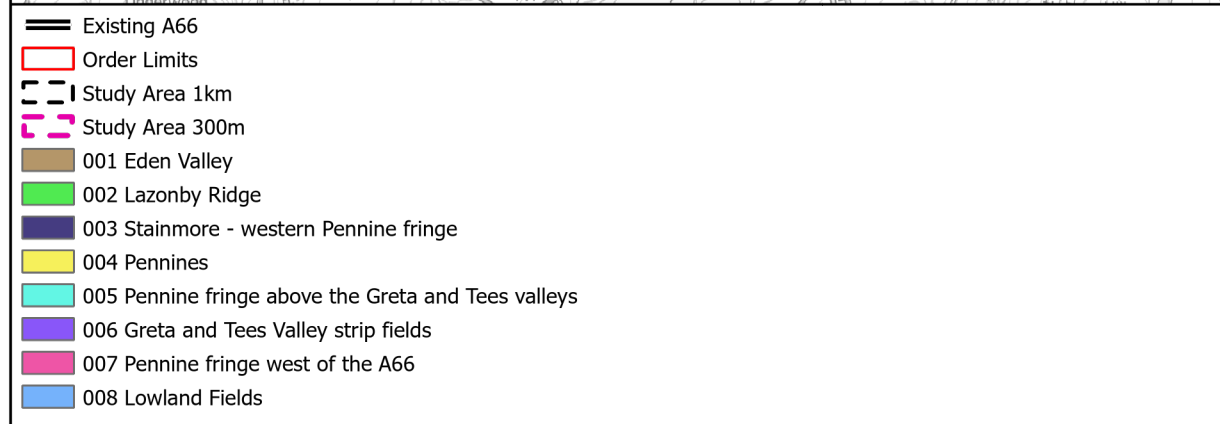 Existing A66
Order Limits
Study Area 1km
Study Area 300m
001 Eden Valley
002 Lazonby Ridge
003 Stainmore - western Pennine fringe
004 Pennines
005 Pennine fringe above the Greta and Tees valleys
006 Greta and Tees Valley strip fields
007 Pennine fringe west of the A66
008 Lowland Fields